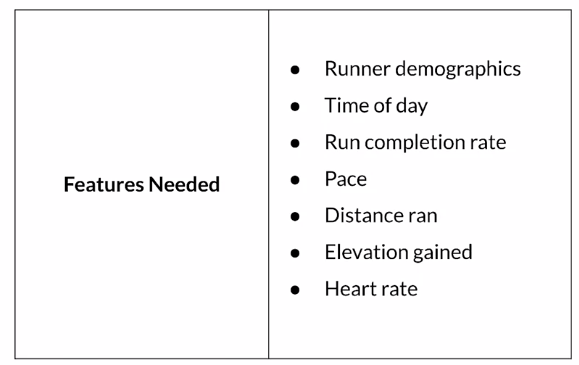 Features Needed
● Runner demographics
● Time of day
● Run completion rate
● Pace
● Distance ran
● Elevation gained
● Heart rate